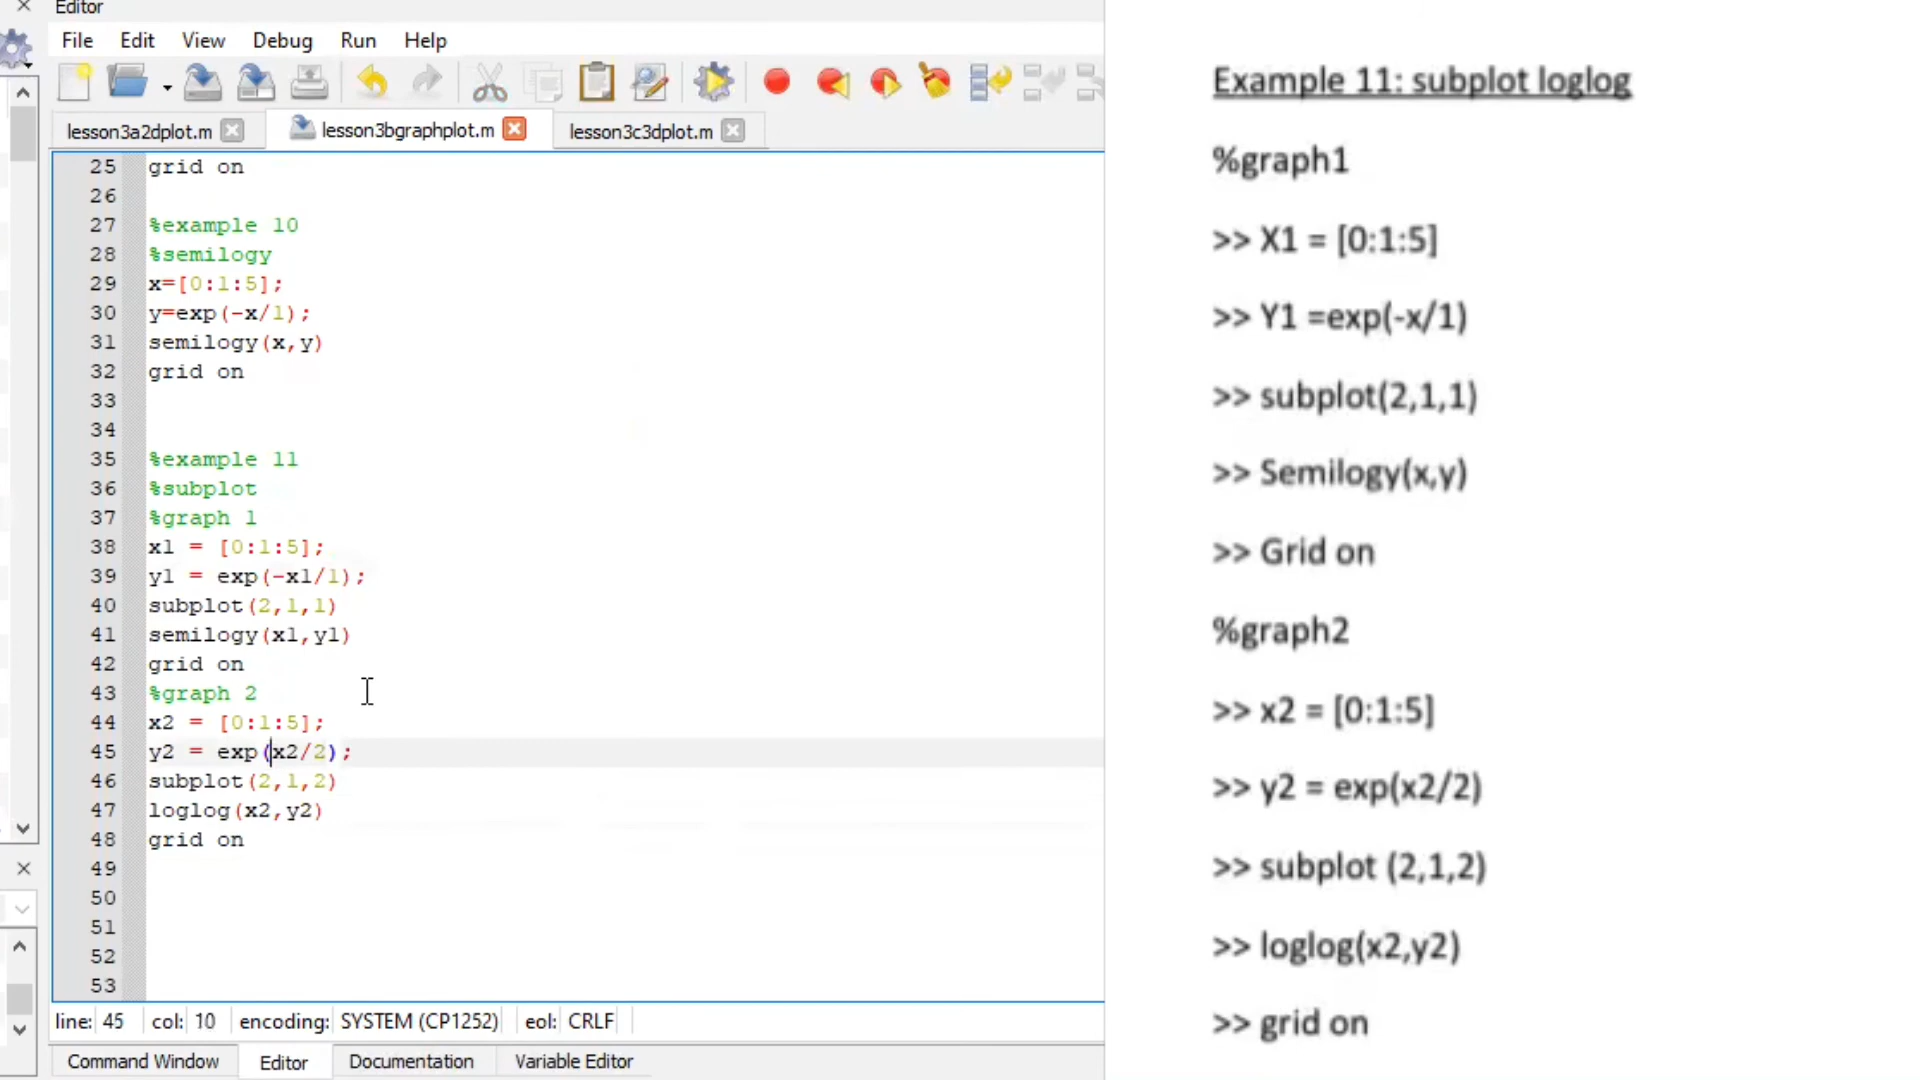 Editor
File Edit View Debug Run Help
lesson3a2dplot.m lesson3bgraphplot.m lesson3c3dplot.m
25 grid on
26
27 %example 10
28 %semilogy
29 x=[0:1:5];
30 y=exp(-x/1);
31 semilogy(x,y)
32 grid on
33
34
35 %example 11
36 %subplot
37 %graph 1
38 x1 = [0:1:5];
39 y1 = exp(-x1/1);
40 subplot(2,1,1)
41 semilogy(x1,y1)
42 grid on
43 %graph 2
44 x2 = [0:1:5];
45 y2 = exp(x2/2);
46 subplot(2,1,2)
47 loglog(x2,y2)
48 grid on
49
50
51
52
53
line: 45 col: 10 encoding: SYSTEM (CP1252) eol: CRLF
Command Window Editor Documentation Variable Editor
Example 11: subplot loglog
%graph1
>> X1 = [0:1:5]
>> Y1 =exp(-x/1)
>> subplot(2,1,1)
>> Semilogy(x,y)
>> Grid on
%graph2
>> x2 = [0:1:5]
>> y2 = exp(x2/2)
>> subplot (2,1,2)
>> loglog(x2,y2)
>> grid on